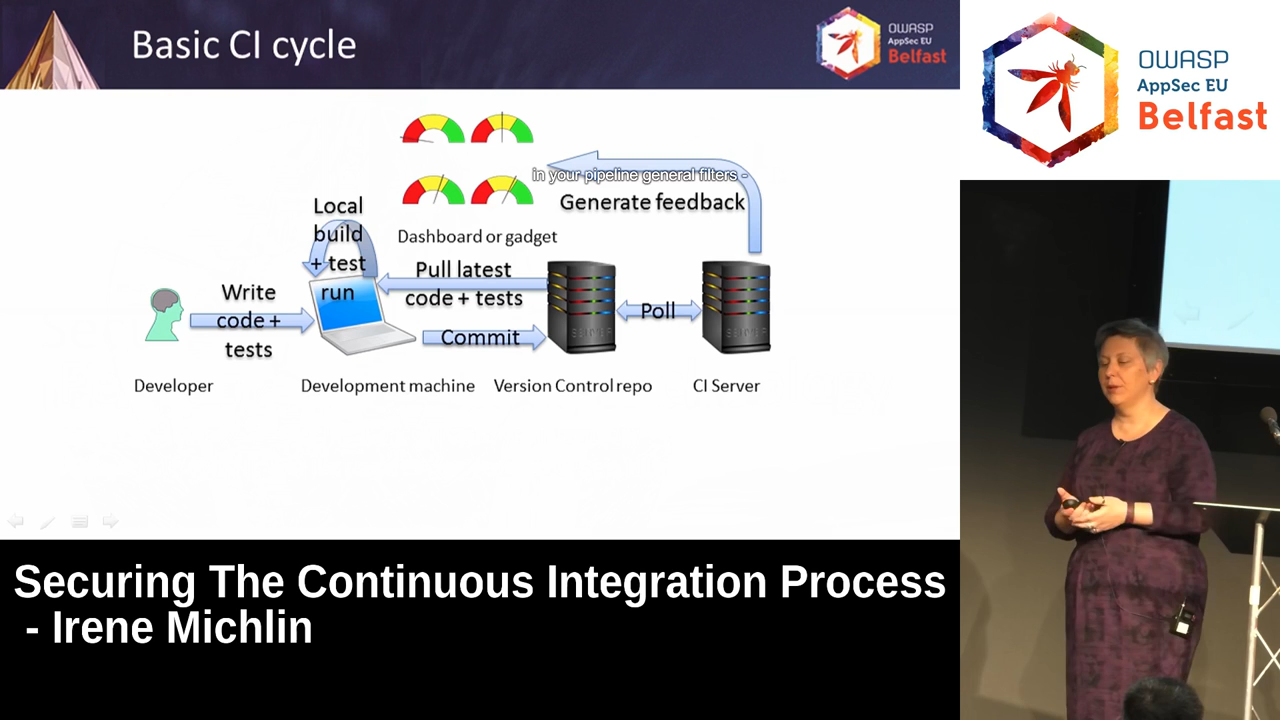 Basic CI cycle
OWASP
AppSec EU
Belfast
OWASP
AppSec EU
Belfast
in your pipeline general filters -
Generate feedback
Local
build
+ test
run
Dashboard or gadget
Pull latest
code + tests
Write
code +
tests
Poll
Commit
Developer
Development machine
Version Control repo
CI Server
Securing The Continuous Integration Process
- Irene Michlin